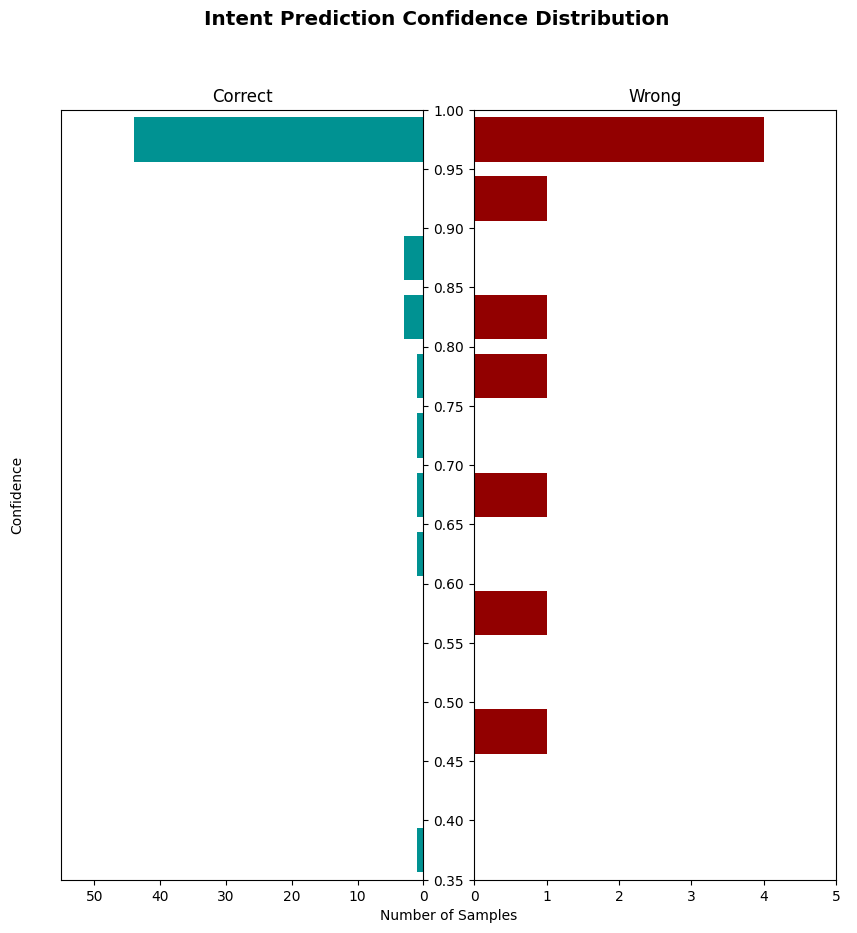 Intent Prediction Confidence Distribution
Correct
Wrong
1.00
0.95
0.90
0.85
0.80
0.75
0.70
0.65
0.60
0.55
0.50
0.45
0.40
0.35
Confidence
50 40 30 20 10 0
0 1 2 3 4 5
Number of Samples